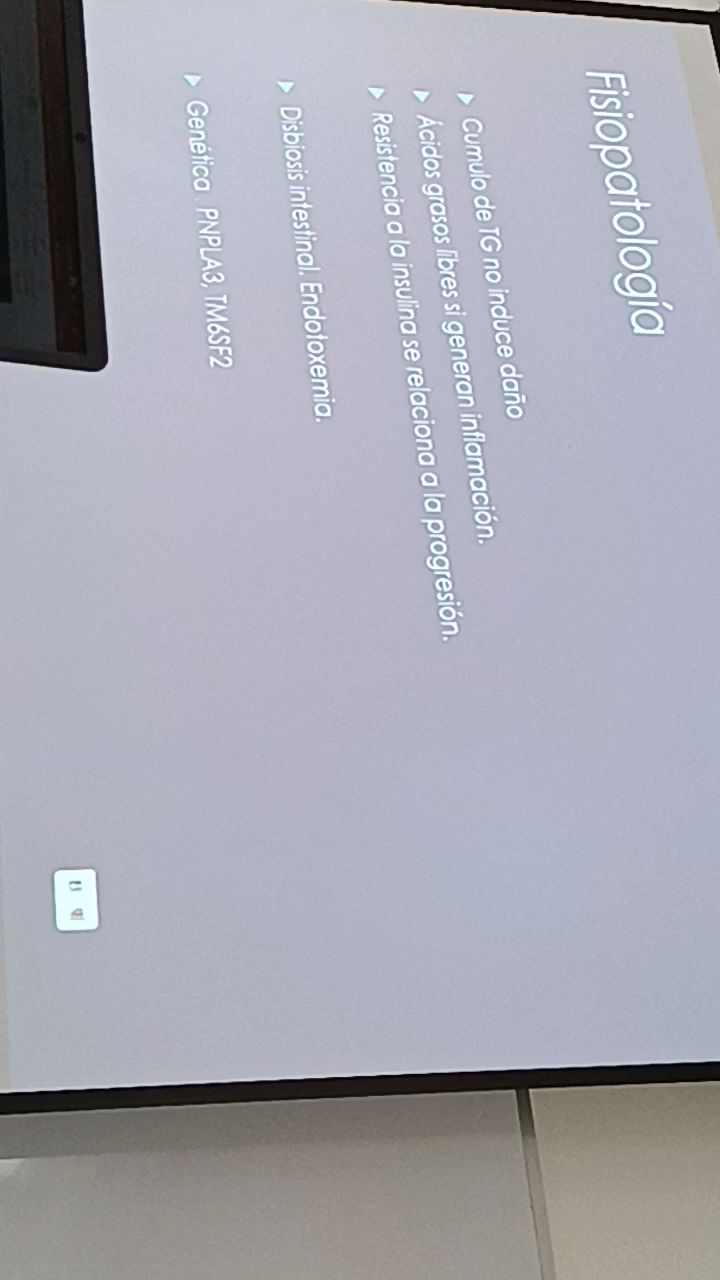 Fisiopatología
Cumulo de TG no induce daño
Ácidos grasos libres si generan inflamación.
Resistencia a la insulina se relaciona a la progresión.
Disbiosis intestinal. Endotoxemia.
Genética . PNPLA3, TM6SF2